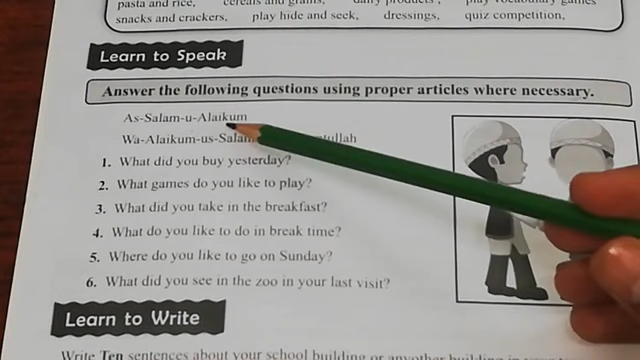 pasta and rice, cereals and grains, dairy products, play vocabulary games
snacks and crackers, play hide and seek, dressings, quiz competition,
Learn to Speak
Answer the following questions using proper articles where necessary.
As-Salam-u-Alaikum
Wa-Alaikum-us-Salam
1. What did you buy yesterday?
2. What games do you like to play?
3. What did you take in the breakfast?
4. What do you like to do in break time?
5. Where do you like to go on Sunday?
6. What did you see in the zoo in your last visit?
Learn to Write
Write Ten sentences about your school building or anyother building in your